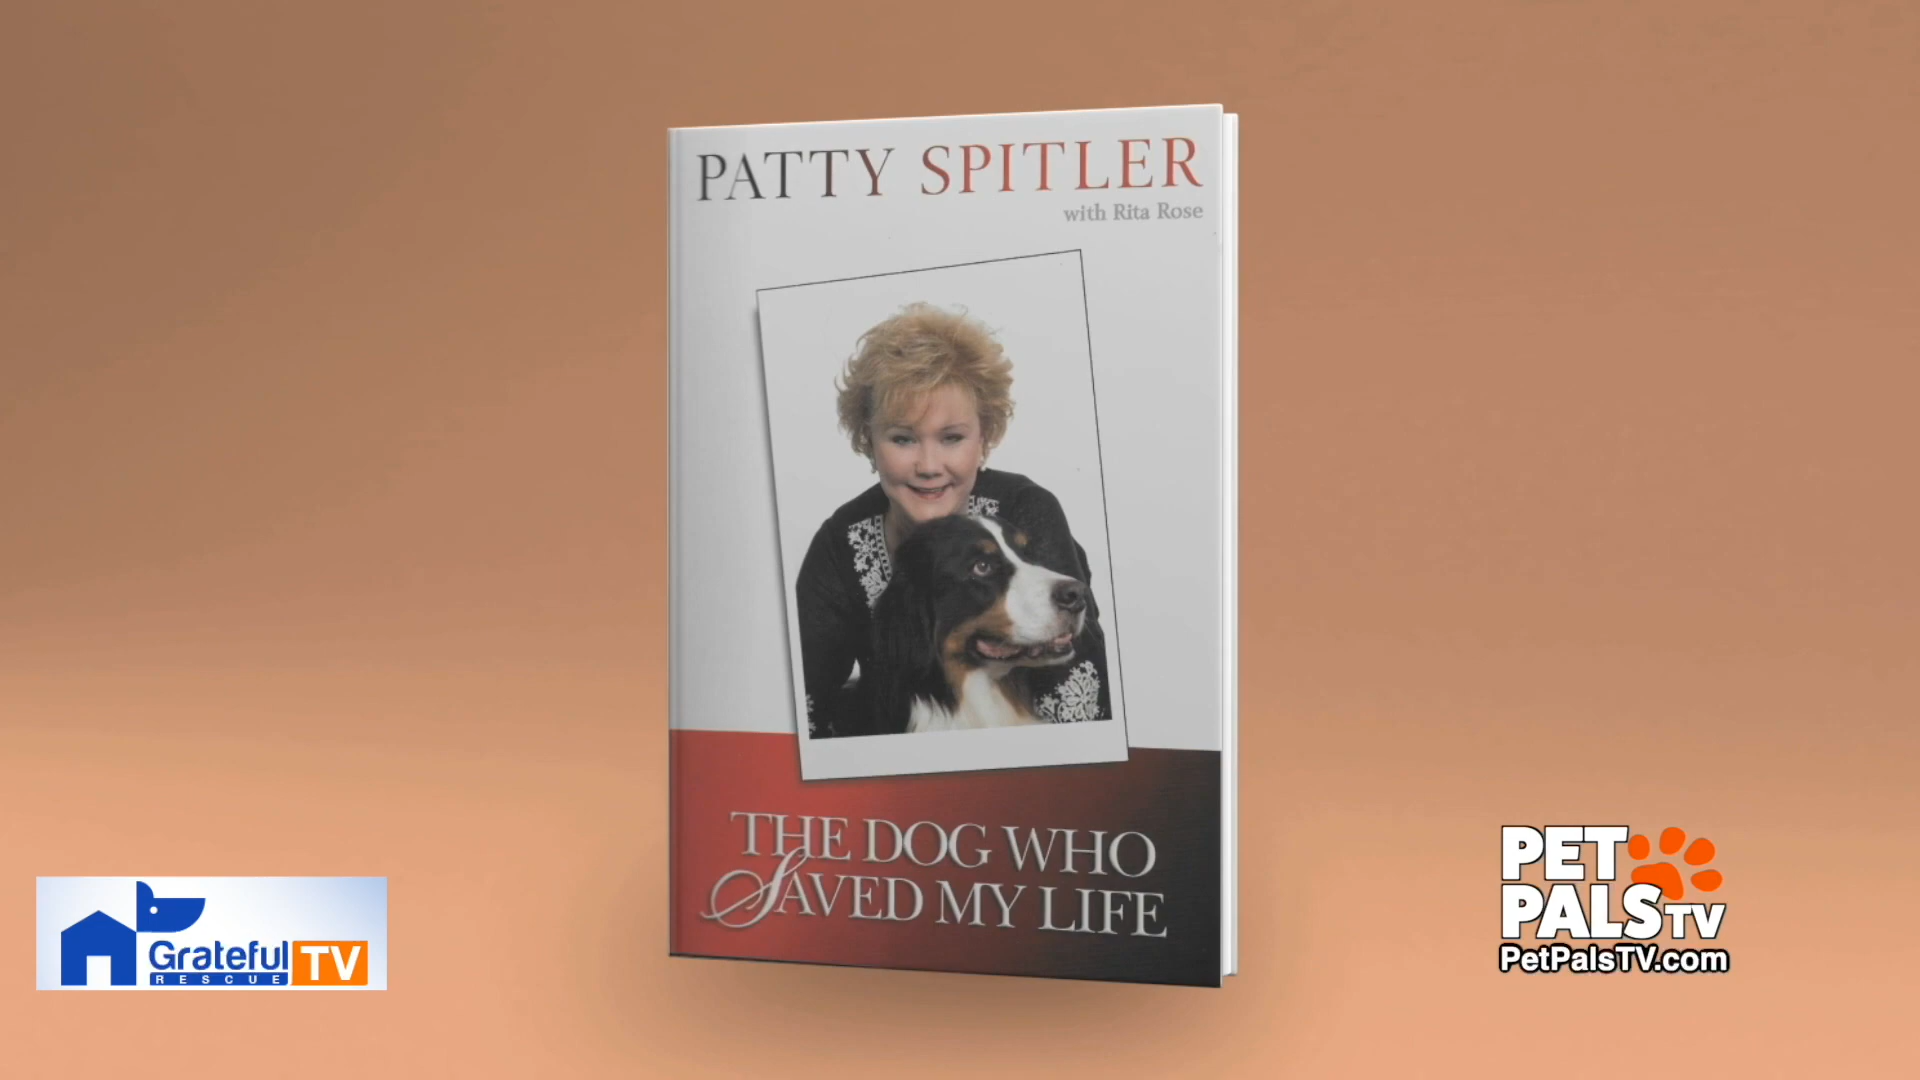 PATTY SPITLER
with Rita Rose
THE DOG WHO
SAVED MY LIFE
Grateful TV
RESCUE
PET
PALS TV
PetPalsTV.com